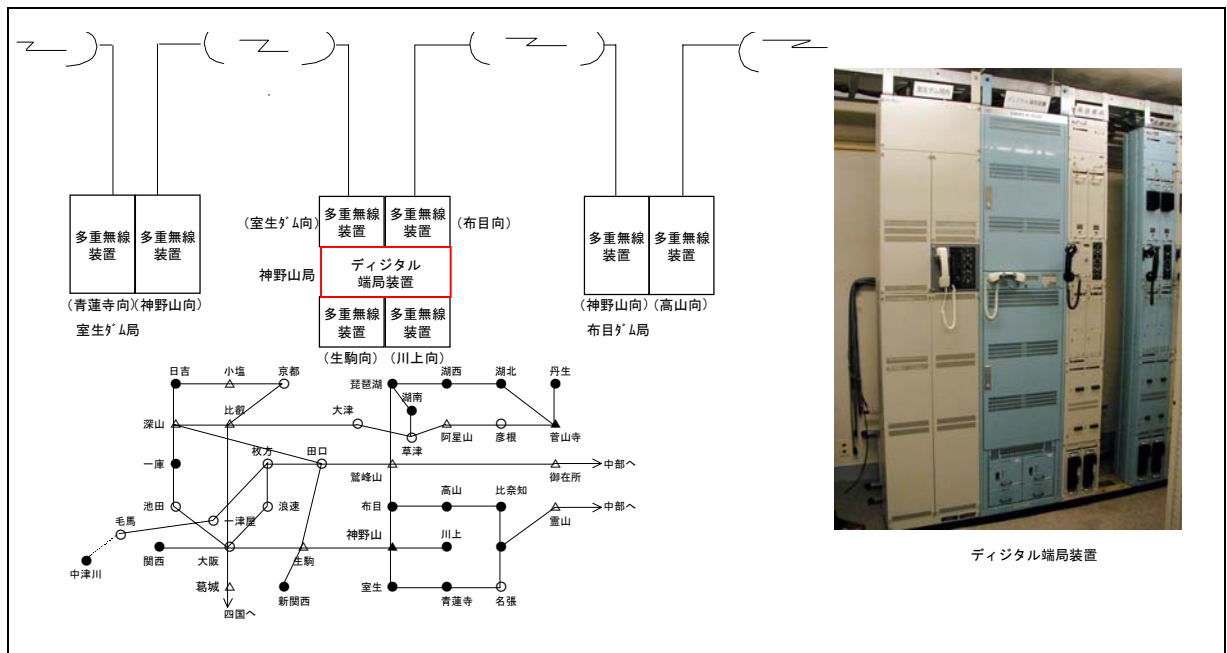 多重無線
装置
多重無線
装置
(青蓮寺向)(神野山向)
室生ﾀﾞﾑ局
(室生ﾀﾞﾑ向)
多重無線
装置
多重無線
装置
(布目向)
神野山局
ディジタル
端局装置
多重無線
装置
多重無線
装置
(生駒向)
(川上向)
多重無線
装置
多重無線
装置
(神野山向)
(高山向)
布目ﾀﾞﾑ局
日吉
小塩
京都
琵琶湖
湖西
湖北
丹生
湖南
深山
比叡
大津
草津
阿星山
彦根
菅山寺
一庫
枚方
田口
鷲峰山
御在所
中部へ
池田
浪速
布目
高山
比奈知
霊山
中部へ
毛馬
一津屋
神野山
川上
中津川
関西
大阪
生駒
葛城
新関西
室生
青蓮寺
名張
四国へ
ディジタル端局装置